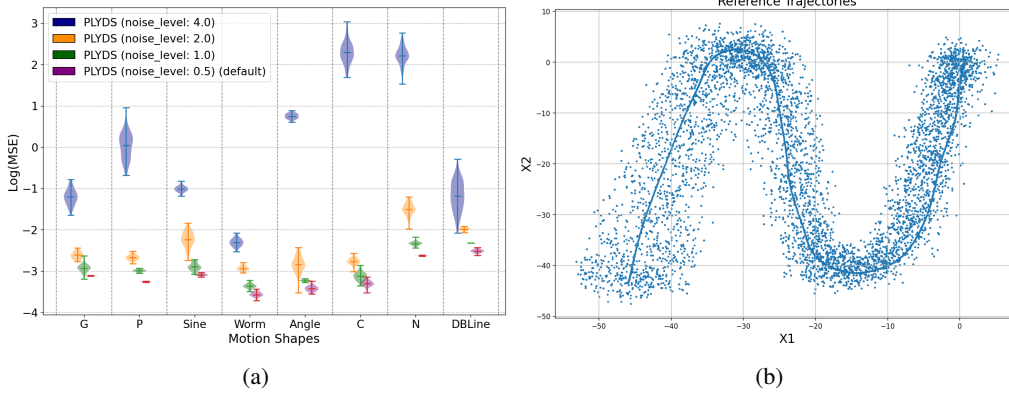 Reference Trajectories
PLYDS (noise_level: 4.0)
PLYDS (noise_level: 2.0)
PLYDS (noise_level: 1.0)
PLYDS (noise_level: 0.5) (default)
Log(MSE)
3
2
1
0
−1
−2
−3
−4
G P Sine Worm Angle C N DBLine
Motion Shapes
X2
10
0
−10
−20
−30
−40
−50
−50 −40 −30 −20 −10 0
X1
(a)
(b)